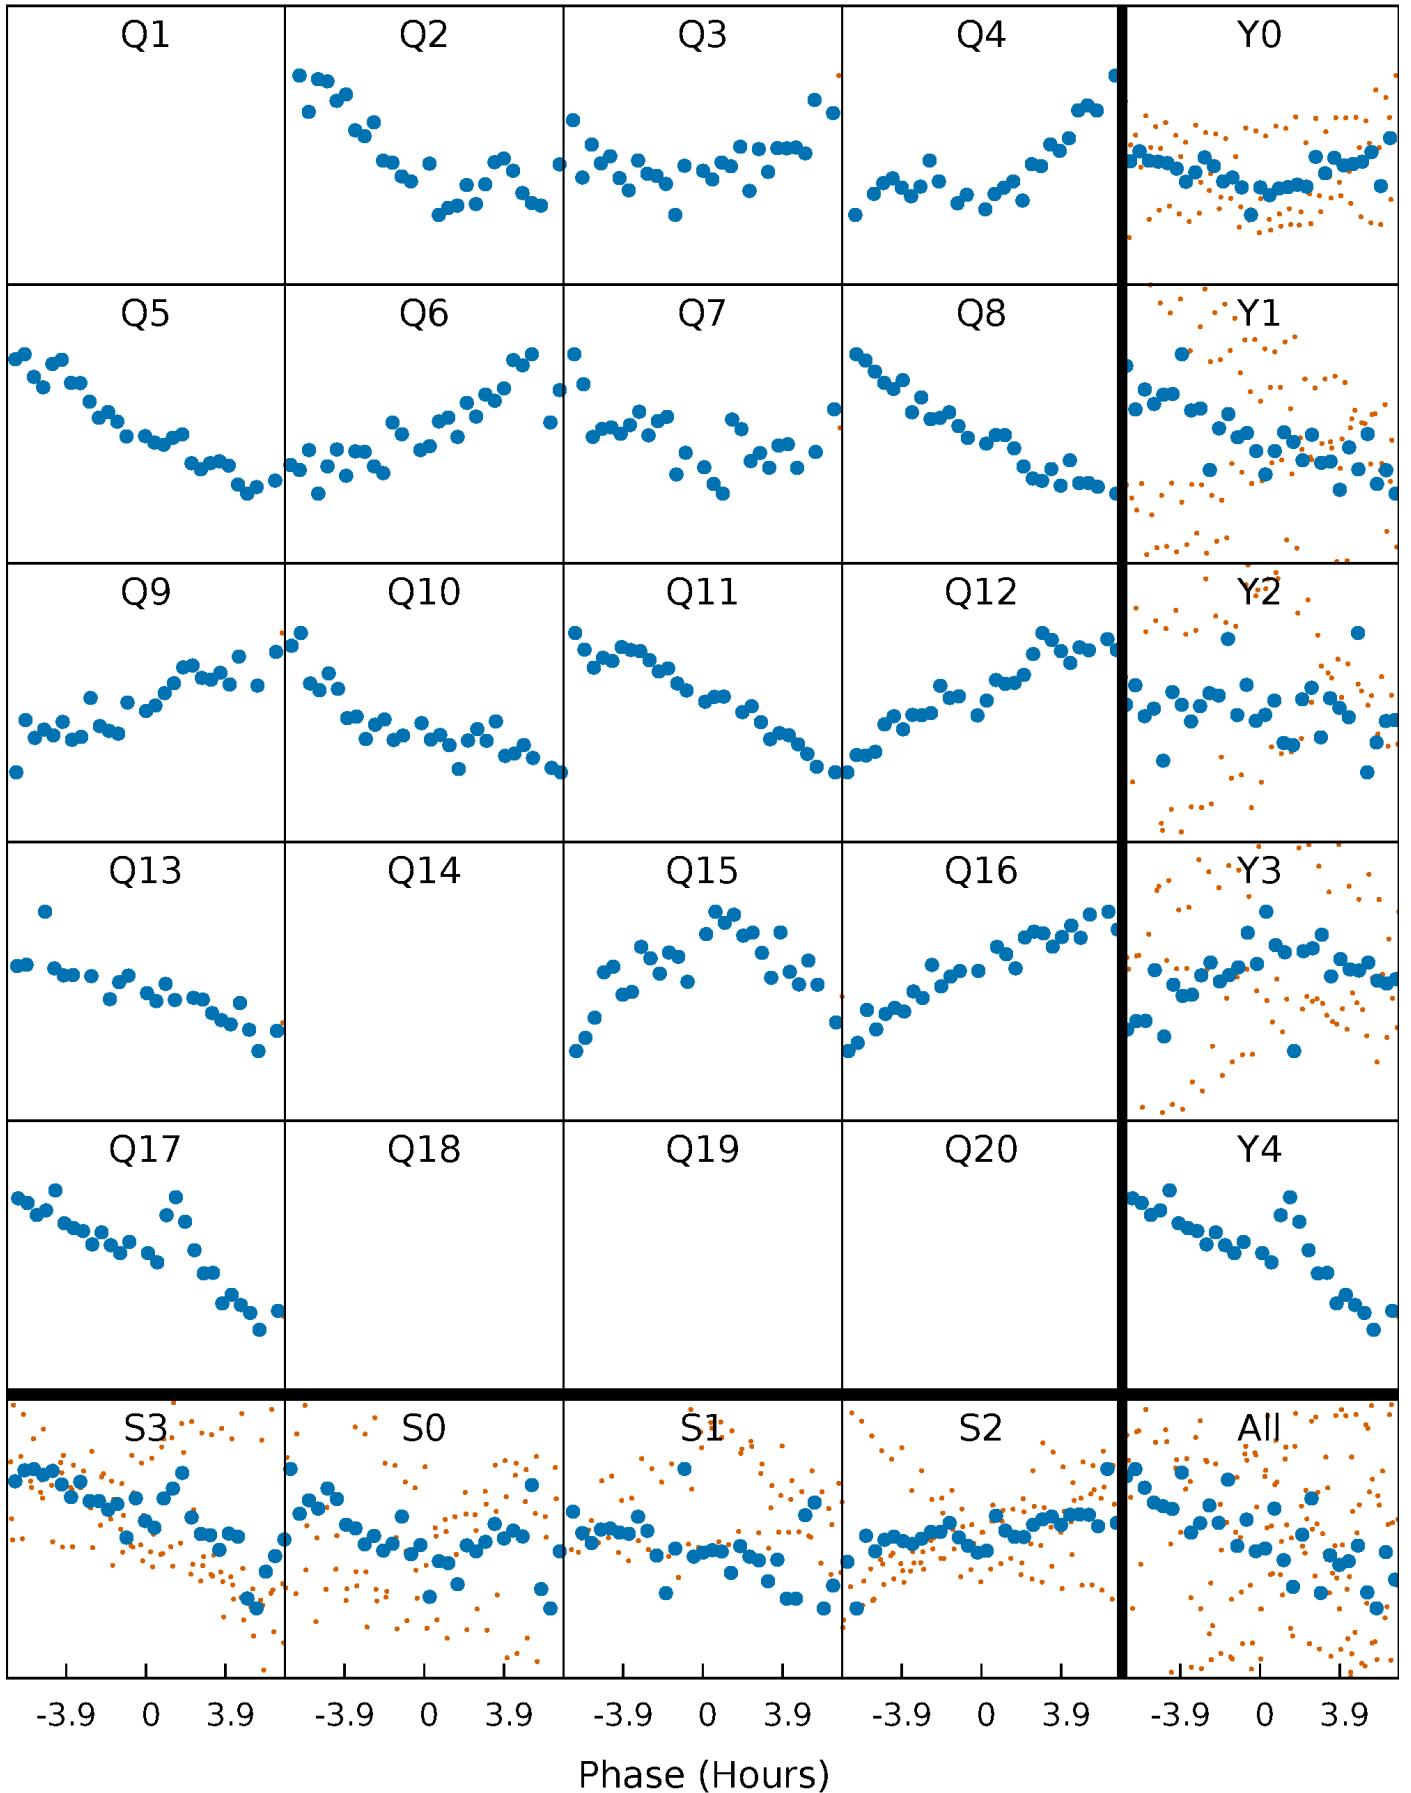 Q1 Q2 Q3 Q4 Y0
Q5 Q6 Q7 Q8 Y1
Q9 Q10 Q11 Q12 Y2
Q13 Q14 Q15 Q16 Y3
Q17 Q18 Q19 Q20 Y4
S3 S0 S1 S2 All
-3.9 0 3.9 -3.9 0 3.9 -3.9 0 3.9 -3.9 0 3.9 -3.9 0 3.9
Phase (Hours)